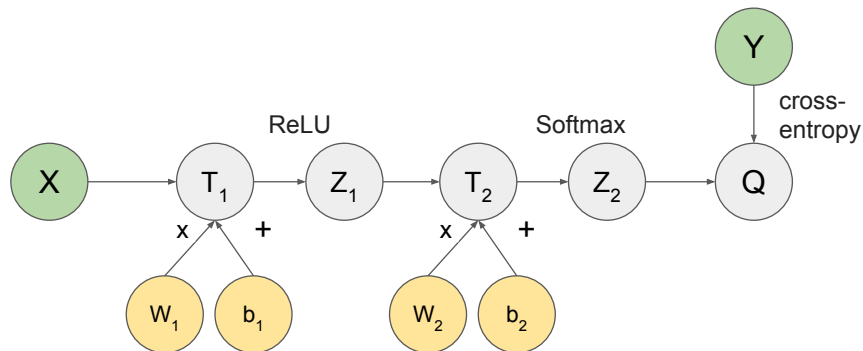 Y
ReLU
Softmax
cross-
entropy
X
T₁
Z₁
T₂
Z₂
Q
x
+
x
+
W₁
b₁
W₂
b₂